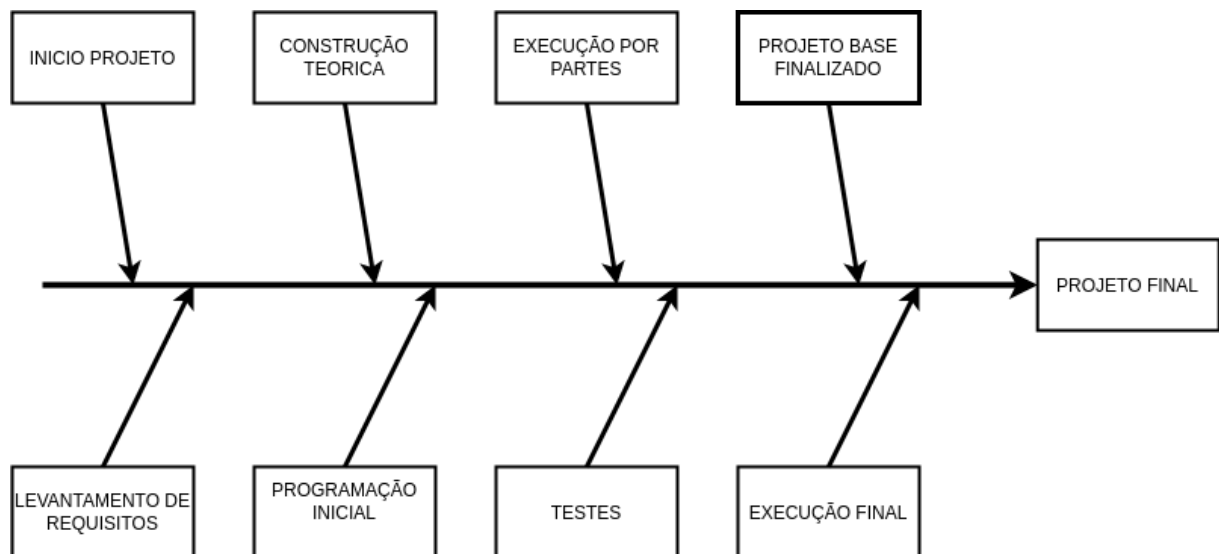 INICIO PROJETO
CONSTRUÇÃO
TEORICA
EXECUÇÃO POR
PARTES
PROJETO BASE
FINALIZADO
PROJETO FINAL
LEVANTAMENTO DE
REQUISITOS
PROGRAMAÇÃO
INICIAL
TESTES
EXECUÇÃO FINAL